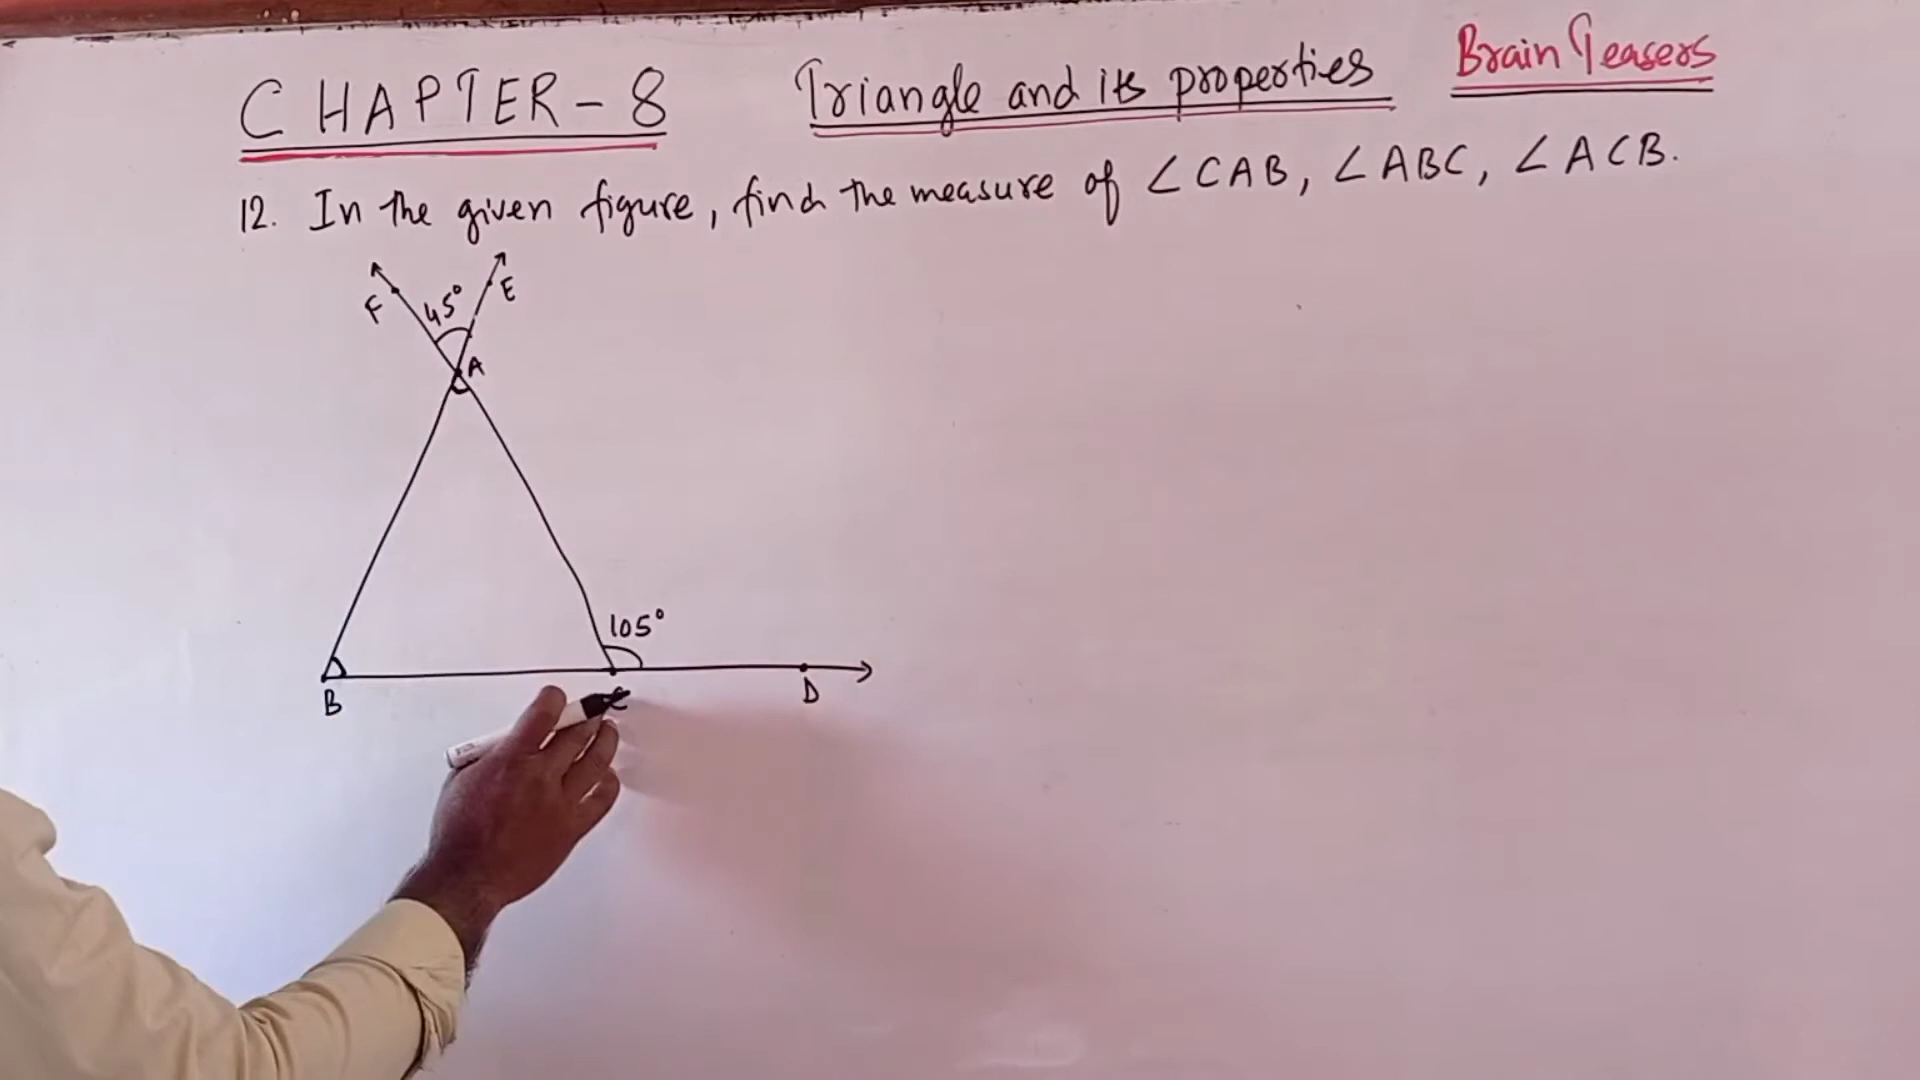 CHAPTER-8 Triangle and its properties Brain Teasers
12. In the given figure, find the measure of ∠CAB, ∠ABC, ∠ACB.
F 45° E
A
105°
B C D